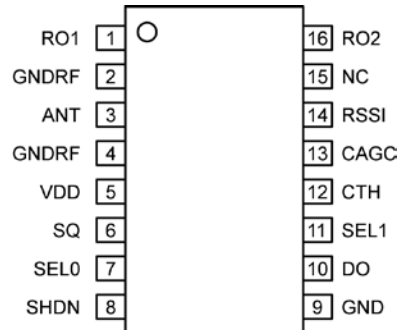 RO1 1 16 RO2
GNDRF 2 15 NC
ANT 3 14 RSSI
GNDRF 4 13 CAGC
VDD 5 12 CTH
SQ 6 11 SEL1
SEL0 7 10 DO
SHDN 8 9 GND